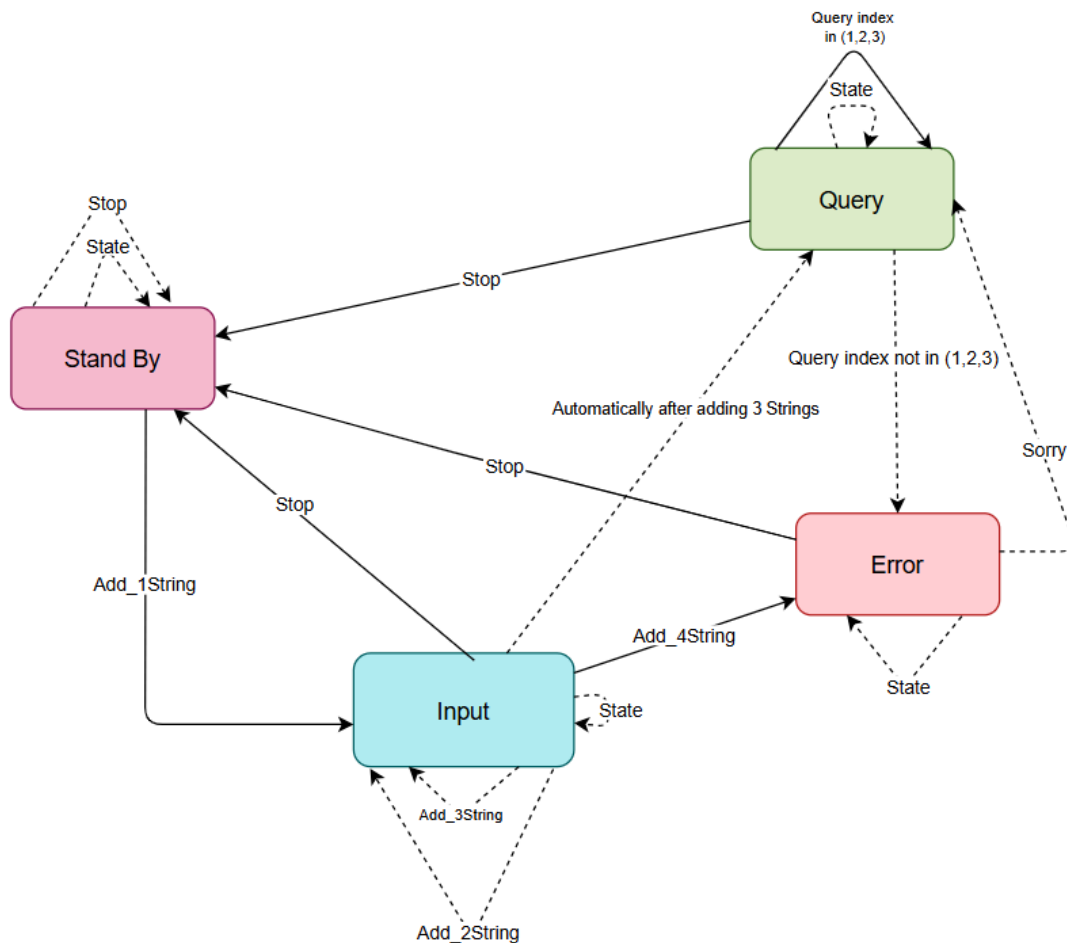 Query index
in (1,2,3)
State
Query
Stop
State
Stop
Stand By
Query index not in (1,2,3)
Automatically after adding 3 Strings
Sorry
Stop
Stop
Error
Add_1String
Add_4String
State
Input
State
Add_3String
Add_2String